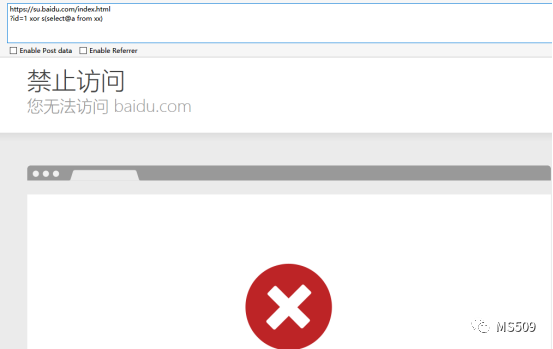 https://su.baidu.com/index.html
?id=1 xor s(select@a from xx)
Enable Post data Enable Referrer
禁止访问
您无法访问 baidu.com
MS509